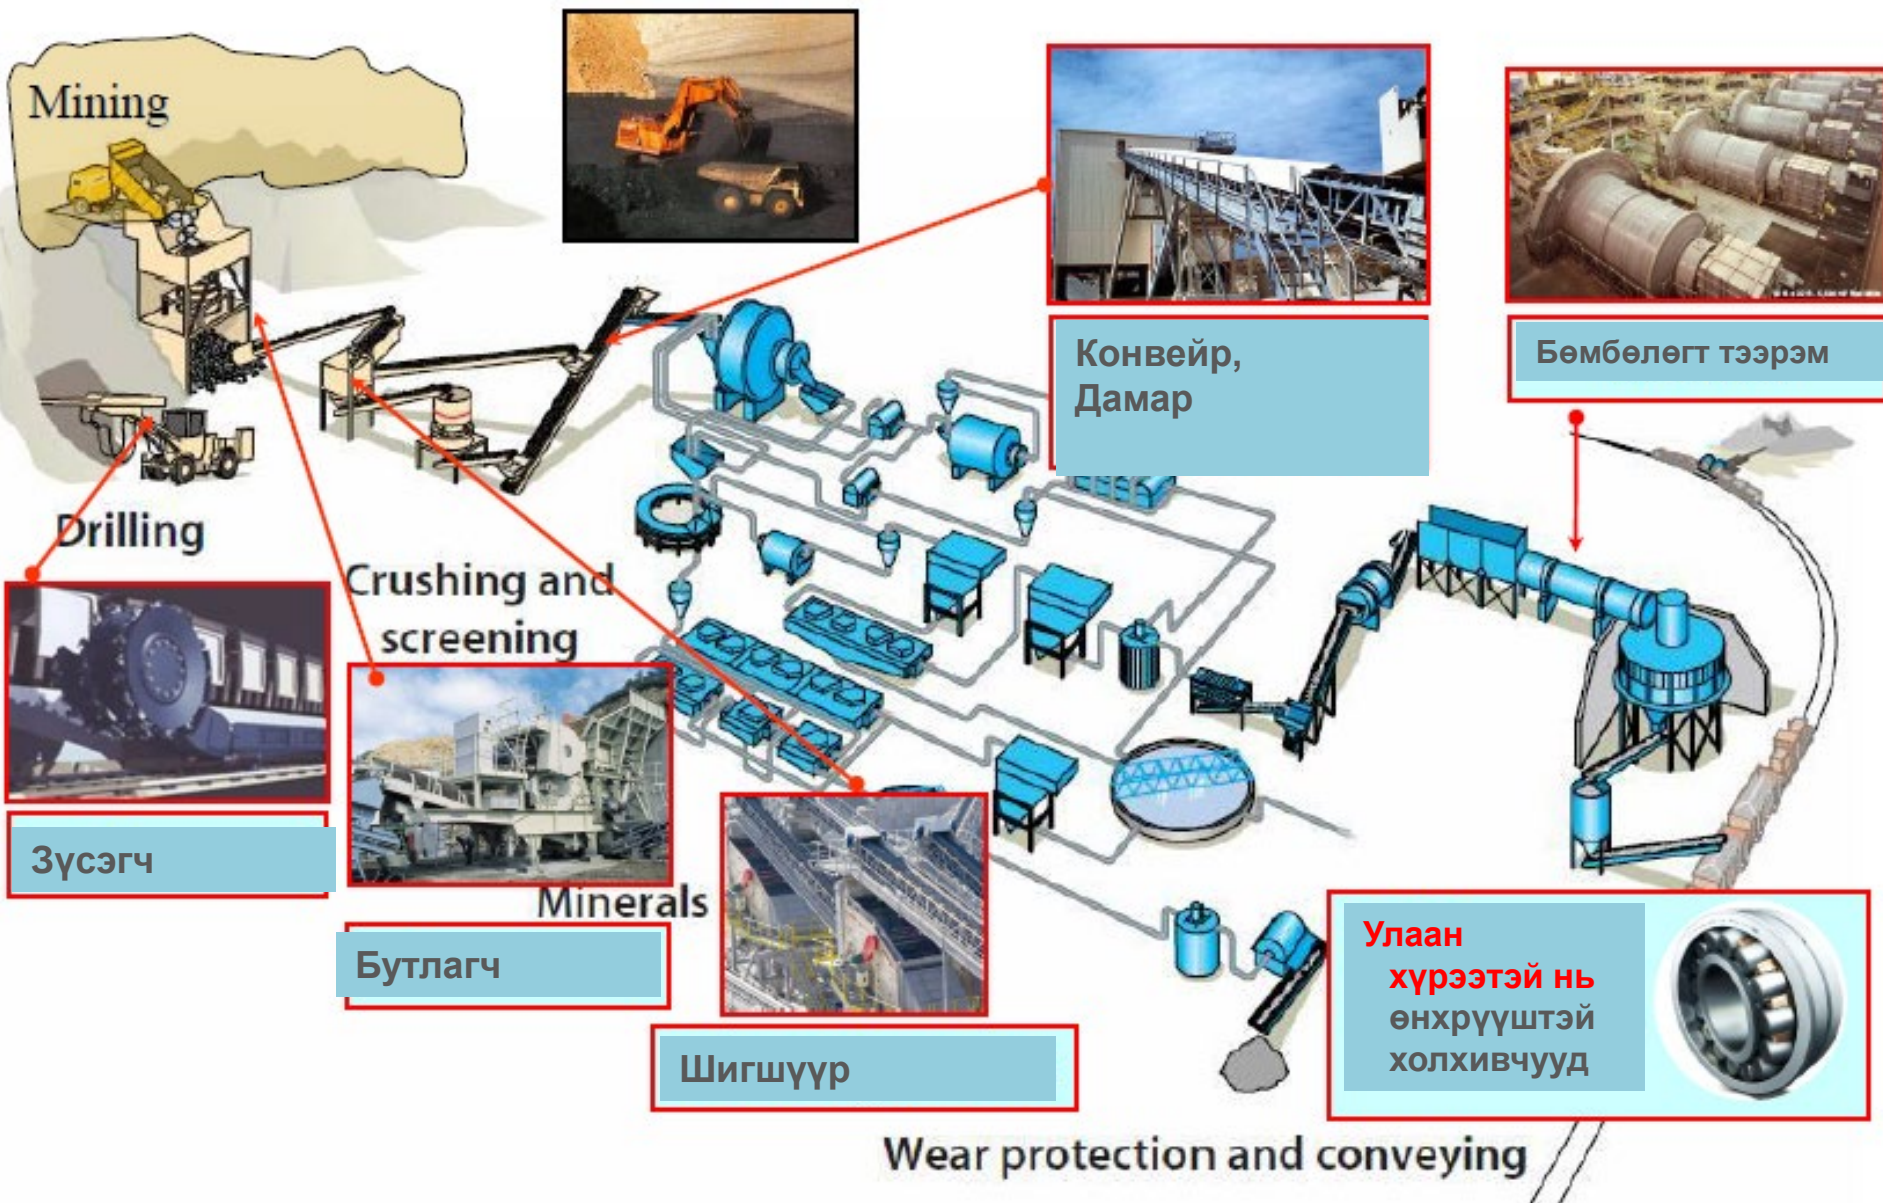 Mining
Конвейр,
Дамар
Бөмбөлөгт тээрэм
Drilling
Crushing and
screening
Зүсэгч
Minerals
Бутлагч
Шигшүүр
Улаан
хүрээтэй нь
өнхрүүштэй
холхивчууд
Wear protection and conveying